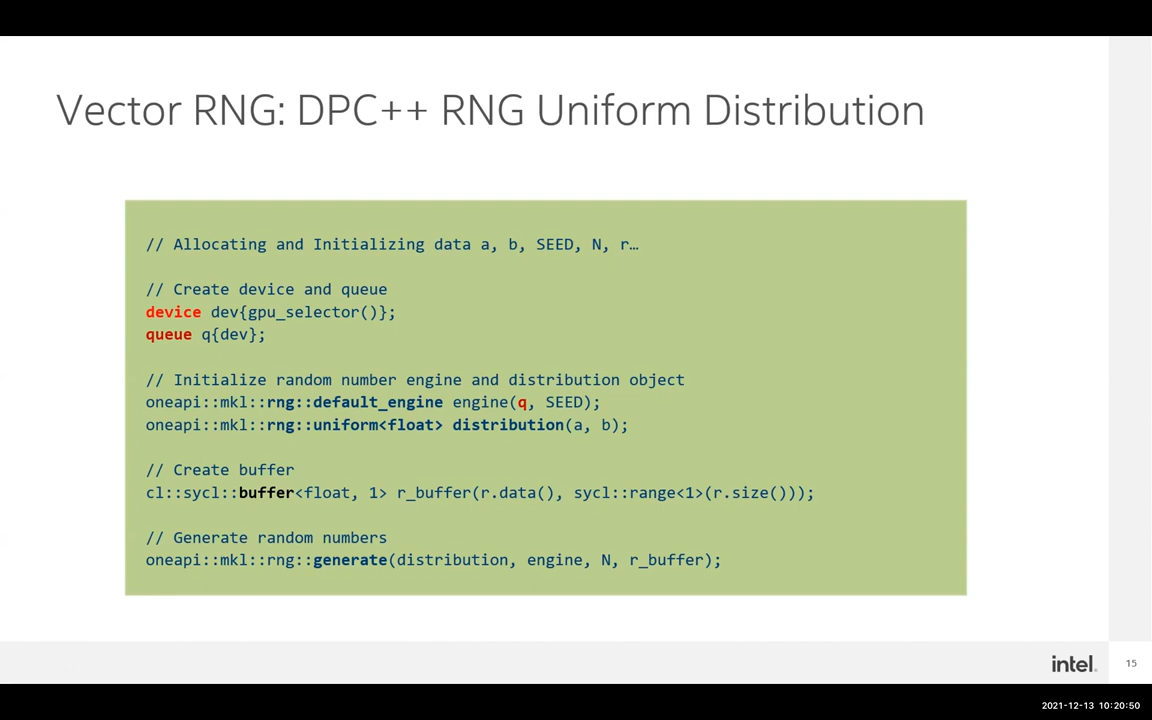 Vector RNG: DPC++ RNG Uniform Distribution
// Allocating and Initializing data a, b, SEED, N, r…
// Create device and queue
device dev{gpu_selector()};
queue q{dev};
// Initialize random number engine and distribution object
oneapi::mkl::rng::default_engine engine(q, SEED);
oneapi::mkl::rng::uniform<float> distribution(a, b);
// Create buffer
cl::sycl::buffer<float, 1> r_buffer(r.data(), sycl::range<1>(r.size()));
// Generate random numbers
oneapi::mkl::rng::generate(distribution, engine, N, r_buffer);
intel.
15
2021-12-13 10:20:50